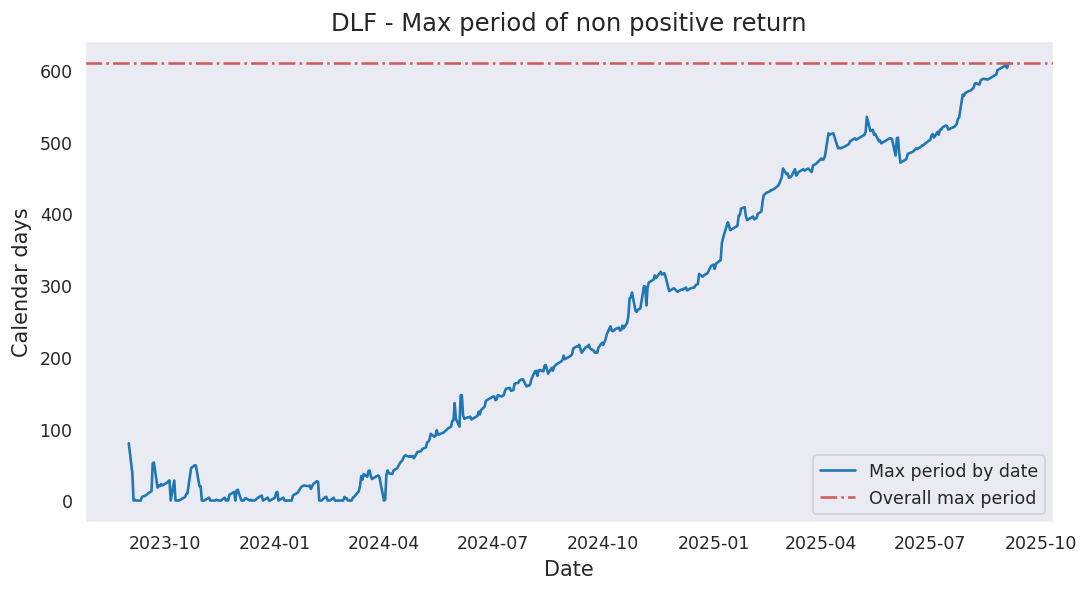 DLF - Max period of non positive return
Calendar days
600
500
400
300
200
100
0
Max period by date
Overall max period
2023-10 2024-01 2024-04 2024-07 2024-10 2025-01 2025-04 2025-07 2025-10
Date